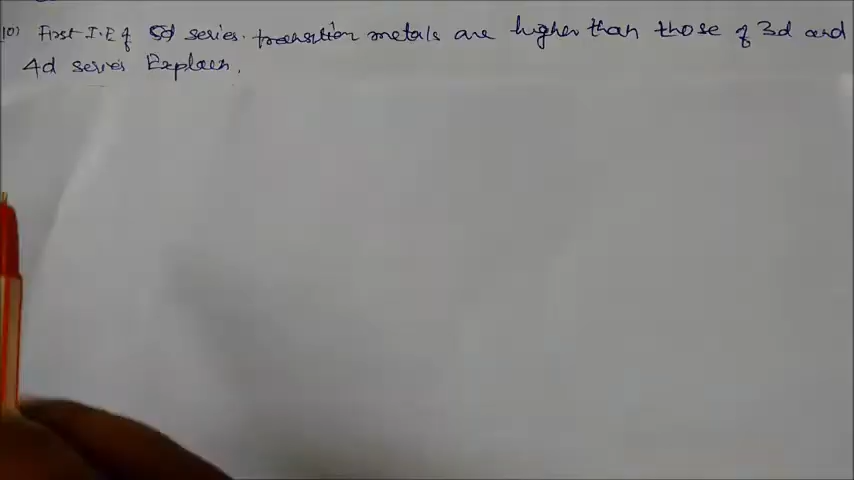 10) First I.E of 5d series. transition metals are higher than those of 3d and
4d series Explain.